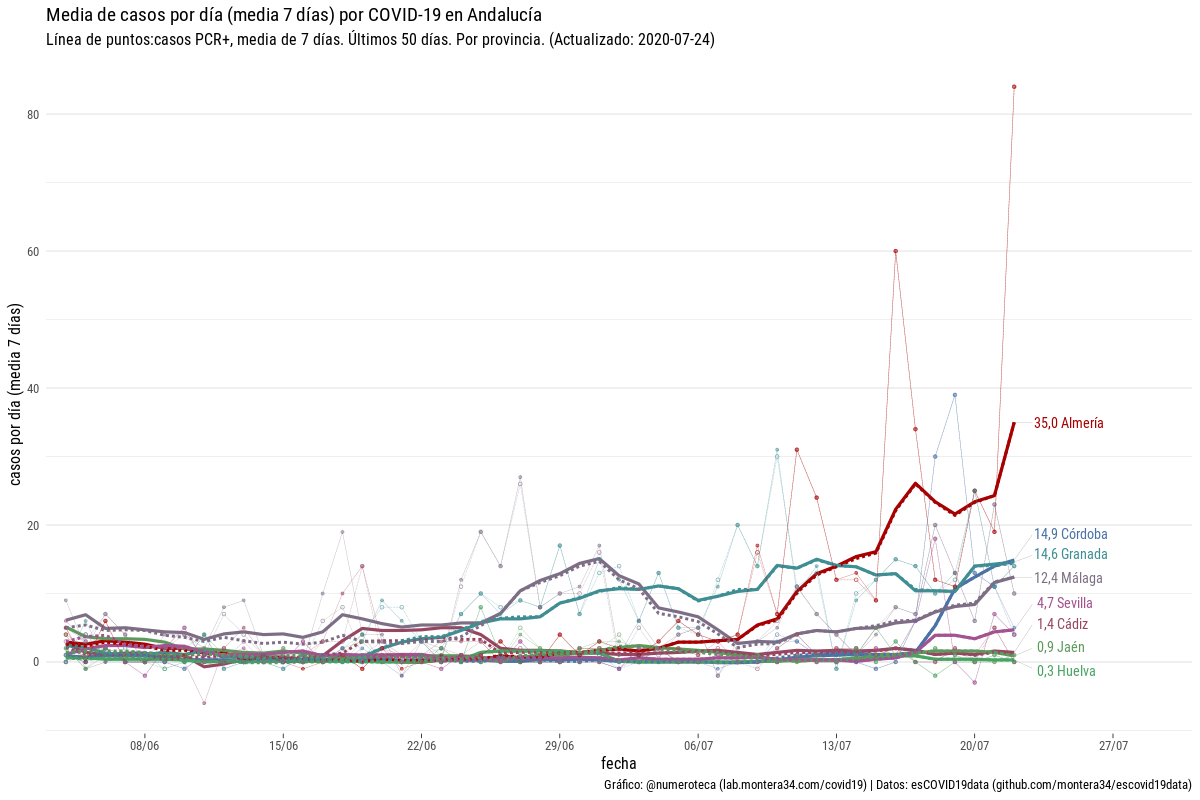 Media de casos por día (media 7 días) por COVID-19 en Andalucía
Línea de puntos:casos PCR+, media de 7 días. Últimos 50 días. Por provincia. (Actualizado: 2020-07-24)
casos por día (media 7 días)
80
60
40
20
0
35,0 Almería
14,9 Córdoba
14,6 Granada
12,4 Málaga
4,7 Sevilla
1,4 Cádiz
0,9 Jaén
0,3 Huelva
08/06 15/06 22/06 29/06 06/07 13/07 20/07 27/07
fecha
Gráfico: @numeroteca (lab.montera34.com/covid19) | Datos: esCOVID19data (github.com/montera34/escovid19data)